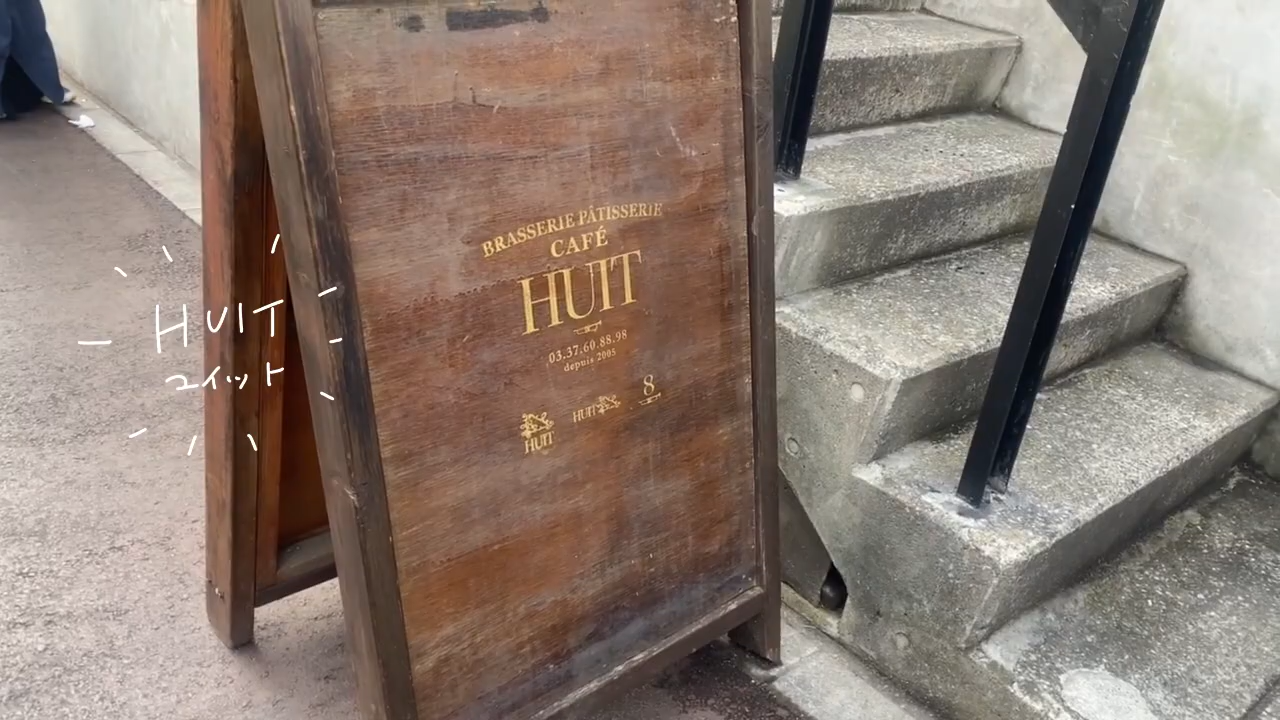 BRASSERIE PÂTISSERIE
CAFÉ
HUIT
03.37.60.88.98
depuis 2005
HUIT
HUIT
8
HUIT
ユイット